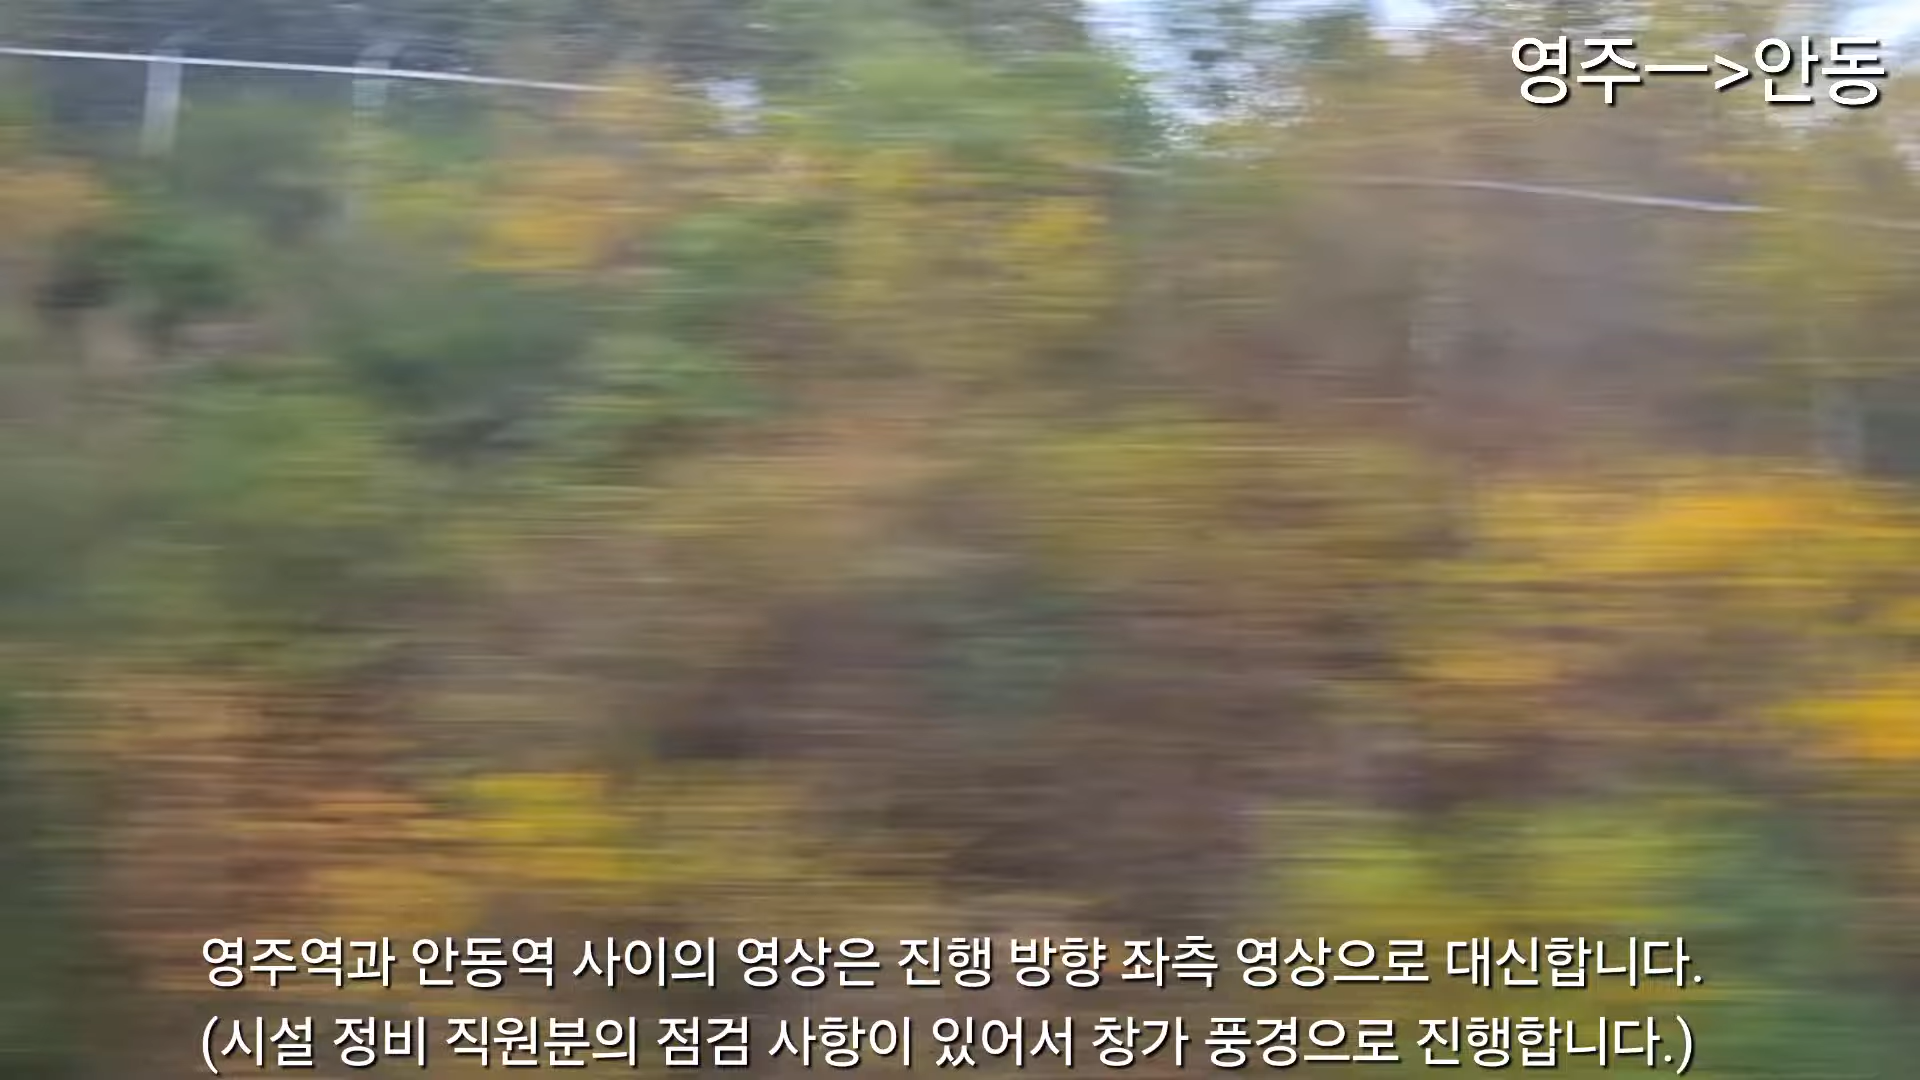 영주—>안동
영주역과 안동역 사이의 영상은 진행 방향 좌측 영상으로 대신합니다.
(시설 정비 직원분의 점검 사항이 있어서 창가 풍경으로 진행합니다.)